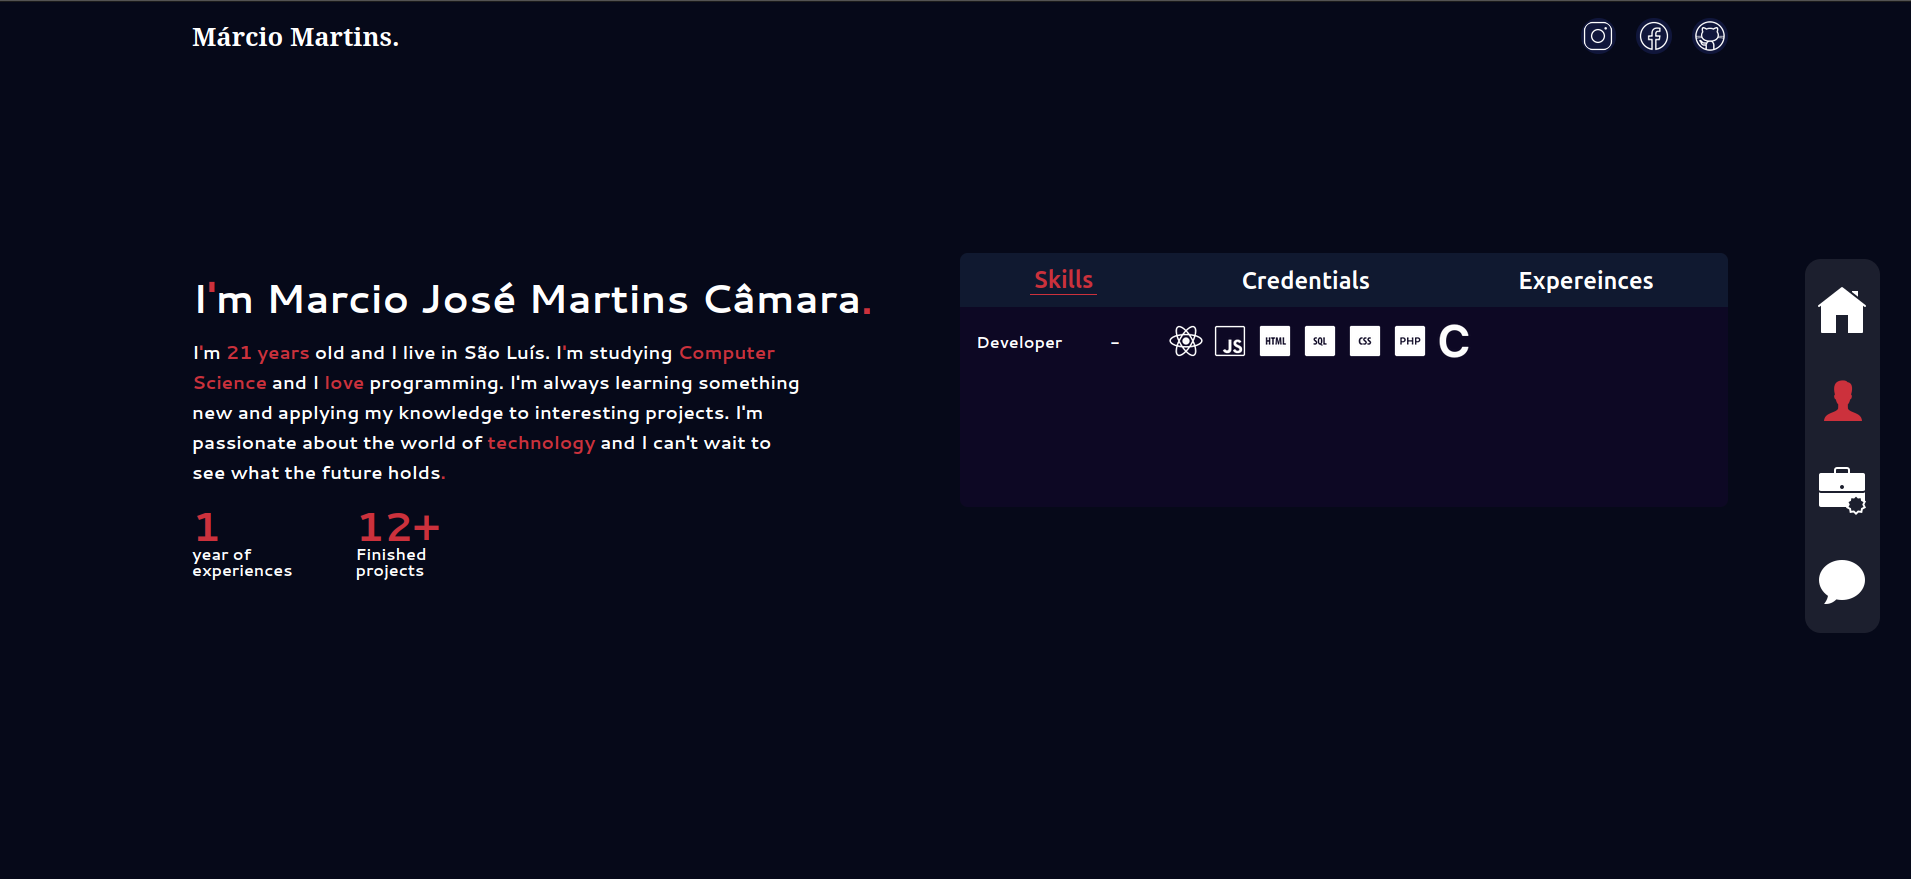 Márcio Martins.
I'm Marcio José Martins Câmara.
I'm 21 years old and I live in São Luís. I'm studying Computer
Science and I love programming. I'm always learning something
new and applying my knowledge to interesting projects. I'm
passionate about the world of technology and I can't wait to
see what the future holds.
1
year of
experiences
12+
Finished
projects
Skills Credentials Expereinces
Developer - JS HTML SQL CSS PHP C